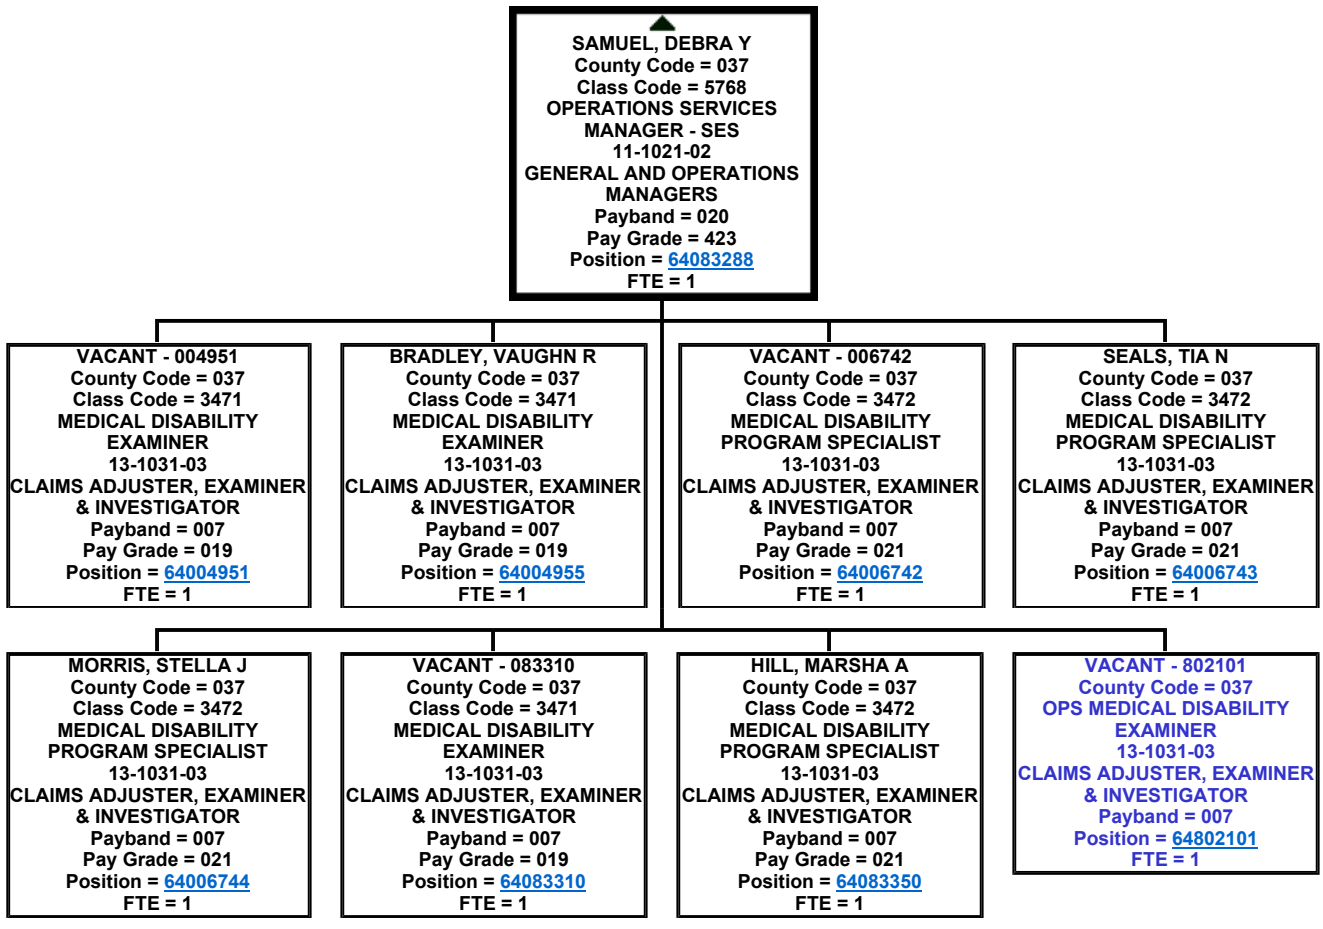 SAMUEL, DEBRA Y
County Code = 037
Class Code = 5768
OPERATIONS SERVICES
MANAGER - SES
11-1021-02
GENERAL AND OPERATIONS
MANAGERS
Payband = 020
Pay Grade = 423
Position = 64083288
FTE = 1
VACANT - 004951
County Code = 037
Class Code = 3471
MEDICAL DISABILITY
EXAMINER
13-1031-03
CLAIMS ADJUSTER, EXAMINER
& INVESTIGATOR
Payband = 007
Pay Grade = 019
Position = 64004951
FTE = 1
BRADLEY, VAUGHN R
County Code = 037
Class Code = 3471
MEDICAL DISABILITY
EXAMINER
13-1031-03
CLAIMS ADJUSTER, EXAMINER
& INVESTIGATOR
Payband = 007
Pay Grade = 019
Position = 64004955
FTE = 1
VACANT - 006742
County Code = 037
Class Code = 3472
MEDICAL DISABILITY
PROGRAM SPECIALIST
13-1031-03
CLAIMS ADJUSTER, EXAMINER
& INVESTIGATOR
Payband = 007
Pay Grade = 021
Position = 64006742
FTE = 1
SEALS, TIA N
County Code = 037
Class Code = 3472
MEDICAL DISABILITY
PROGRAM SPECIALIST
13-1031-03
CLAIMS ADJUSTER, EXAMINER
& INVESTIGATOR
Payband = 007
Pay Grade = 021
Position = 64006743
FTE = 1
MORRIS, STELLA J
County Code = 037
Class Code = 3472
MEDICAL DISABILITY
PROGRAM SPECIALIST
13-1031-03
CLAIMS ADJUSTER, EXAMINER
& INVESTIGATOR
Payband = 007
Pay Grade = 021
Position = 64006744
FTE = 1
VACANT - 083310
County Code = 037
Class Code = 3471
MEDICAL DISABILITY
EXAMINER
13-1031-03
CLAIMS ADJUSTER, EXAMINER
& INVESTIGATOR
Payband = 007
Pay Grade = 019
Position = 64083310
FTE = 1
HILL, MARSHA A
County Code = 037
Class Code = 3472
MEDICAL DISABILITY
PROGRAM SPECIALIST
13-1031-03
CLAIMS ADJUSTER, EXAMINER
& INVESTIGATOR
Payband = 007
Pay Grade = 021
Position = 64083350
FTE = 1
VACANT - 802101
County Code = 037
OPS MEDICAL DISABILITY
EXAMINER
13-1031-03
CLAIMS ADJUSTER, EXAMINER
& INVESTIGATOR
Payband = 007
Position = 64802101
FTE = 1